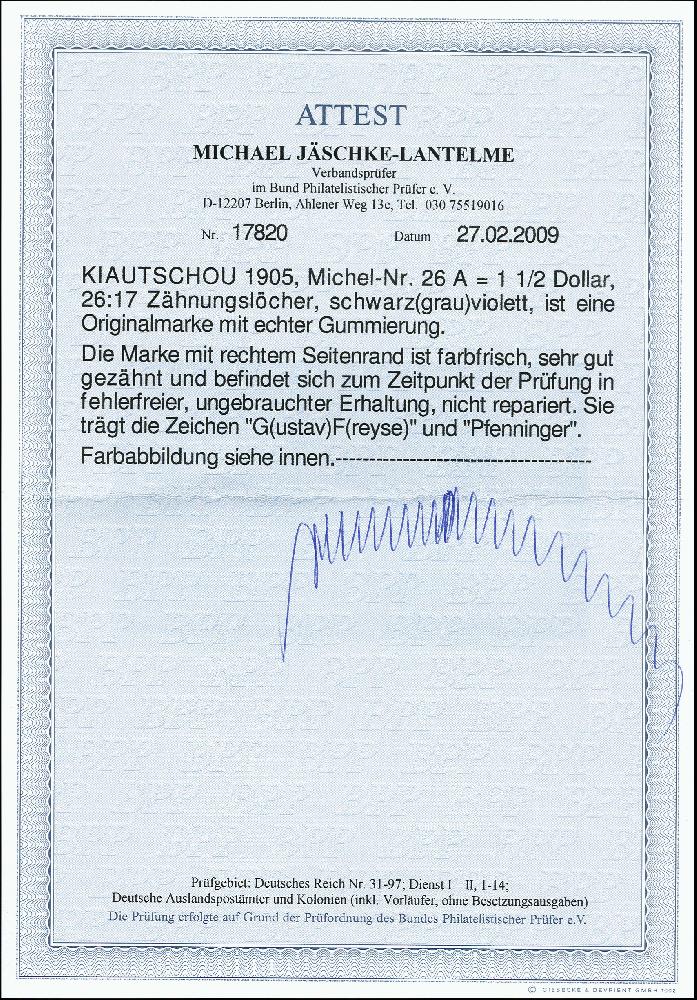 ATTEST
MICHAEL JÄSCHKE-LANTELME
Verbandsprüfer
im Bund Philatelistischer Prüfer e. V.
D-12207 Berlin, Ahlener Weg 13c, Tel. 030 75519016
Nr. 17820 Datum 27.02.2009
KIAUTSCHOU 1905, Michel-Nr. 26 A = 1 1/2 Dollar,
26:17 Zähnungslöcher, schwarz(grau)violett, ist eine
Originalmarke mit echter Gummierung.
Die Marke mit rechtem Seitenrand ist farbfrisch, sehr gut
gezähnt und befindet sich zum Zeitpunkt der Prüfung in
fehlerfreier, ungebrauchter Erhaltung, nicht repariert. Sie
trägt die Zeichen "G(ustav)F(reyse)" und "Pfenninger".
Farbabbildung siehe innen.--------------------------------------
Prüfgebiet: Deutsches Reich Nr. 31-97; Dienst I II, 1-14;
Deutsche Auslandspostämter und Kolonien (inkl. Vorläufer, ohne Besetzungsausgaben)
Die Prüfung erfolgte auf Grund der Prüfordnung des Bundes Philatelistischer Prüfer e.V.
© GIESECKE & DEVRIENT GMBH